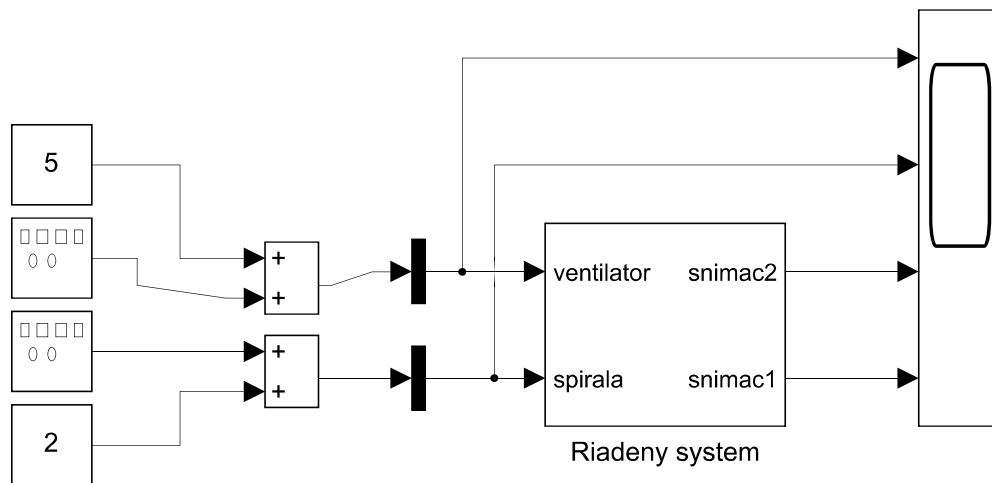 5
+
+
ventilator
snimac2
+
+
spirala
snimac1
2
Riadeny system